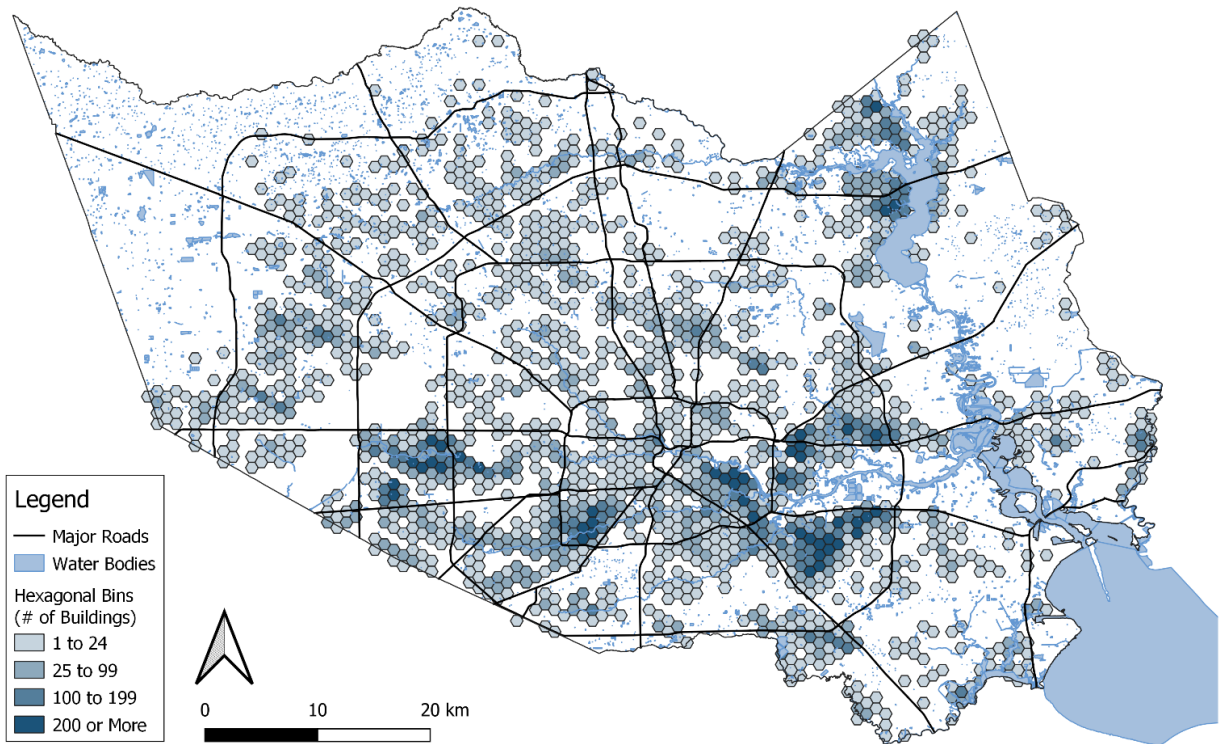 Legend
Major Roads
Water Bodies
Hexagonal Bins
(# of Buildings)
1 to 24
25 to 99
100 to 199
200 or More
0 10 20 km